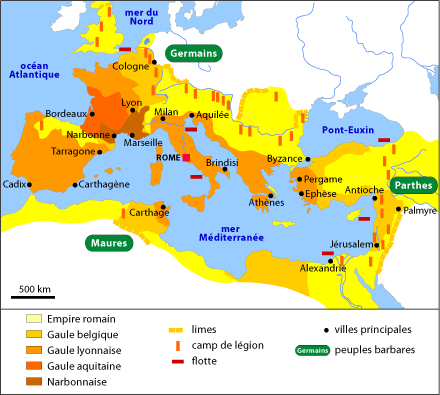 mer du
Nord
Germains
océan
Atlantique
Cologne
Lyon
Bordeaux
Milan
Aquilée
Pont-Euxin
Narbonne
Marseille
Tarragone
ROME
Brindisi
Byzance
Pergame
Parthes
Cadix
Carthagène
Éphèse
Antioche
Athènes
Carthage
Palmyre
Maures
mer
Méditerranée
Jérusalem
Alexandrie
500 km
Empire romain
Gaule belgique
Gaule lyonnaise
Gaule aquitaine
Narbonnaise
limes
camp de légion
flotte
villes principales
Germains
peuples barbares